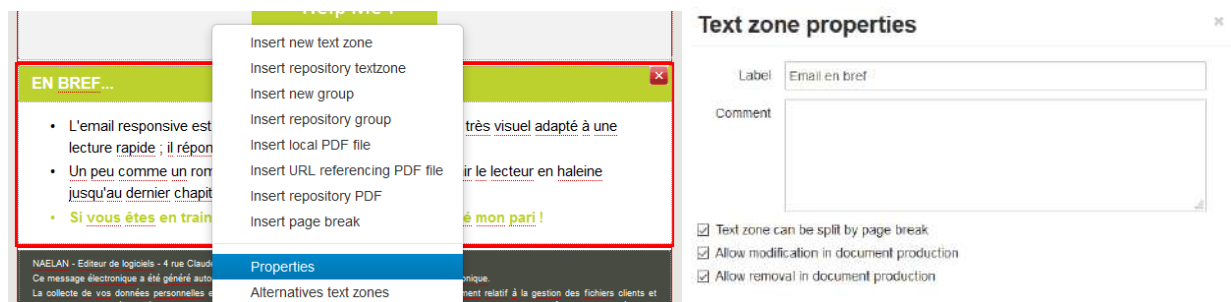 Help Me !
EN BREF...
L'email responsive est
très visuel adapté à une
lecture rapide ; il répon
Un peu comme un rom
ir le lecteur en haleine
jusqu'au dernier chapit
Si vous êtes en train
é mon pari !
NAELAN - Editeur de logiciels - 4 rue Claude
Ce message électronique a été généré auto
onique.
La collecte de vos données personnelles e
ment relatif à la gestion des fichiers clients et
Insert new text zone
Insert repository textzone
Insert new group
Insert repository group
Insert local PDF file
Insert URL referencing PDF file
Insert repository PDF
Insert page break
Properties
Alternatives text zones
Text zone properties
Label Email en bref
Comment
Text zone can be split by page break
Allow modification in document production
Allow removal in document production